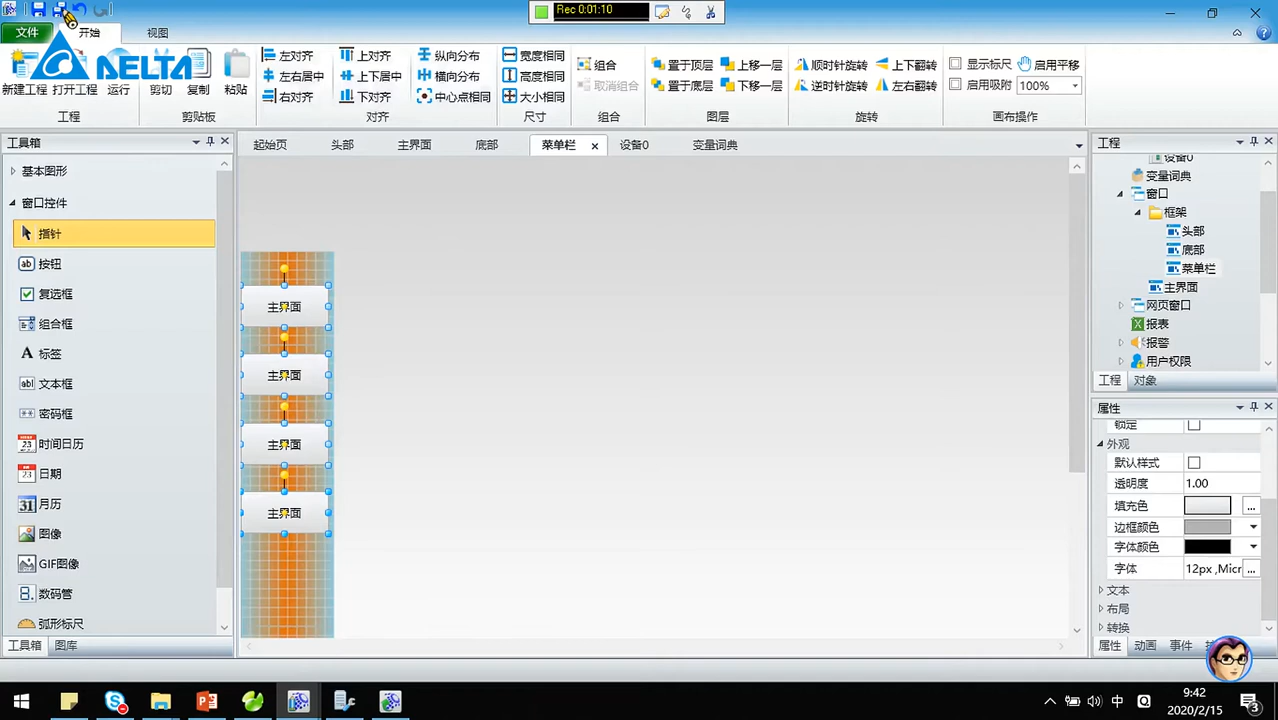 Rec 0:01:10
文件
开始
视图
DELTA
新建工程
打开工程
运行
工程
剪切
复制
粘贴
剪贴板
左对齐
左右居中
右对齐
上对齐
上下居中
下对齐
纵向分布
横向分布
中心点相同
对齐
宽度相同
高度相同
大小相同
尺寸
组合
取消组合
组合
置于顶层
置于底层
上移一层
下移一层
图层
顺时针旋转
逆时针旋转
上下翻转
左右翻转
旋转
显示标尺
启用平移
启用吸附
100%
画布操作
工具箱
基本图形
窗口控件
指针
按钮
复选框
组合框
标签
文本框
密码框
时间日历
日期
月历
图像
GIF图像
数码管
弧形标尺
工具箱
图库
起始页
头部
主界面
底部
菜单栏
设备0
变量词典
主界面
主界面
主界面
主界面
工程
设备0
变量词典
窗口
框架
头部
底部
菜单栏
主界面
网页窗口
报表
报警
用户权限
工程
对象
属性
锁定
外观
默认样式
透明度 1.00
填充色
边框颜色
字体颜色
字体 12px ,Micr
文本
布局
转换
属性
动画
事件
中
9:42
2020/2/15
3